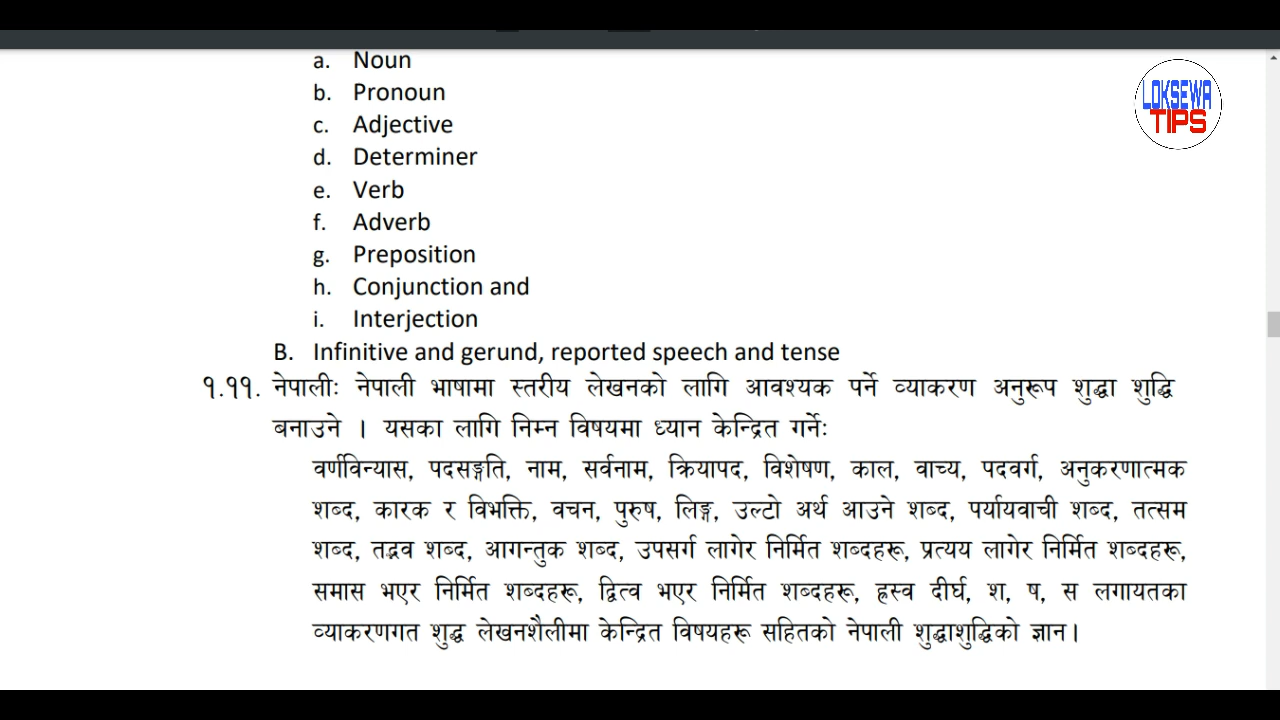 a. Noun
b. Pronoun
c. Adjective
d. Determiner
e. Verb
f. Adverb
g. Preposition
h. Conjunction and
i. Interjection
B. Infinitive and gerund, reported speech and tense
१.११. नेपालीः नेपाली भाषामा स्तरीय लेखनको लागि आवश्यक पर्ने व्याकरण अनुरूप शुद्धा शुद्धि
बनाउने । यसका लागि निम्न विषयमा ध्यान केन्द्रित गर्नेः
वर्णविन्यास, पदसङ्गति, नाम, सर्वनाम, क्रियापद, विशेषण, काल, वाच्य, पदवर्ग, अनुकरणात्मक
शब्द, कारक र विभक्ति, वचन, पुरुष, लिङ्ग, उल्टो अर्थ आउने शब्द, पर्यायवाची शब्द, तत्सम
शब्द, तद्भव शब्द, आगन्तुक शब्द, उपसर्ग लागेर निर्मित शब्दहरू, प्रत्यय लागेर निर्मित शब्दहरू,
समास भएर निर्मित शब्दहरू, द्वित्व भएर निर्मित शब्दहरू, ह्रस्व दीर्घ, श, ष, स लगायतका
व्याकरणगत शुद्ध लेखनशैलीमा केन्द्रित विषयहरू सहितको नेपाली शुद्धाशुद्धिको ज्ञान।
LOKSEWA
TIPS